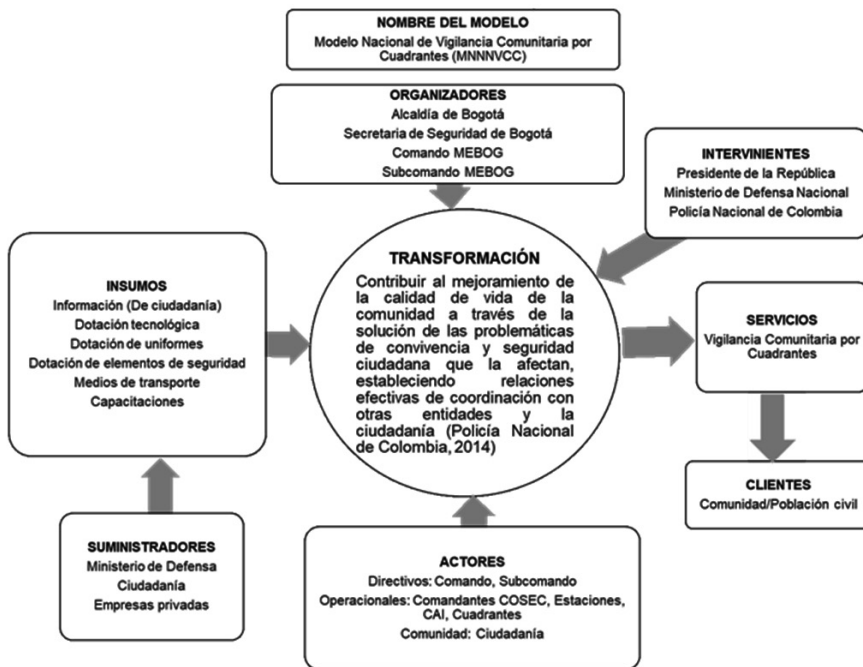 NOMBRE DEL MODELO
Modelo Nacional de Vigilancia Comunitaria por
Cuadrantes (MNNNVCC)
ORGANIZADORES
Alcaldía de Bogotá
Secretaria de Seguridad de Bogotá
Comando MEBOG
Subcomando MEBOG
INTERVINIENTES
Presidente de la República
Ministerio de Defensa Nacional
Policía Nacional de Colombia
INSUMOS
Información (De ciudadanía)
Dotación tecnológica
Dotación de uniformes
Dotación de elementos de seguridad
Medios de transporte
Capacitaciones
TRANSFORMACIÓN
Contribuir al mejoramiento de
la calidad de vida de la
comunidad a través de la
solución de las problemáticas
de convivencia y seguridad
ciudadana que la afectan,
estableciendo relaciones
efectivas de coordinación con
otras entidades y la
ciudadanía (Policía Nacional
de Colombia, 2014)
SERVICIOS
Vigilancia Comunitaria por
Cuadrantes
CLIENTES
Comunidad/Población civil
SUMINISTRADORES
Ministerio de Defensa
Ciudadanía
Empresas privadas
ACTORES
Directivos: Comando, Subcomando
Operacionales: Comandantes COSEC, Estaciones,
CAI, Cuadrantes
Comunidad: Ciudadanía